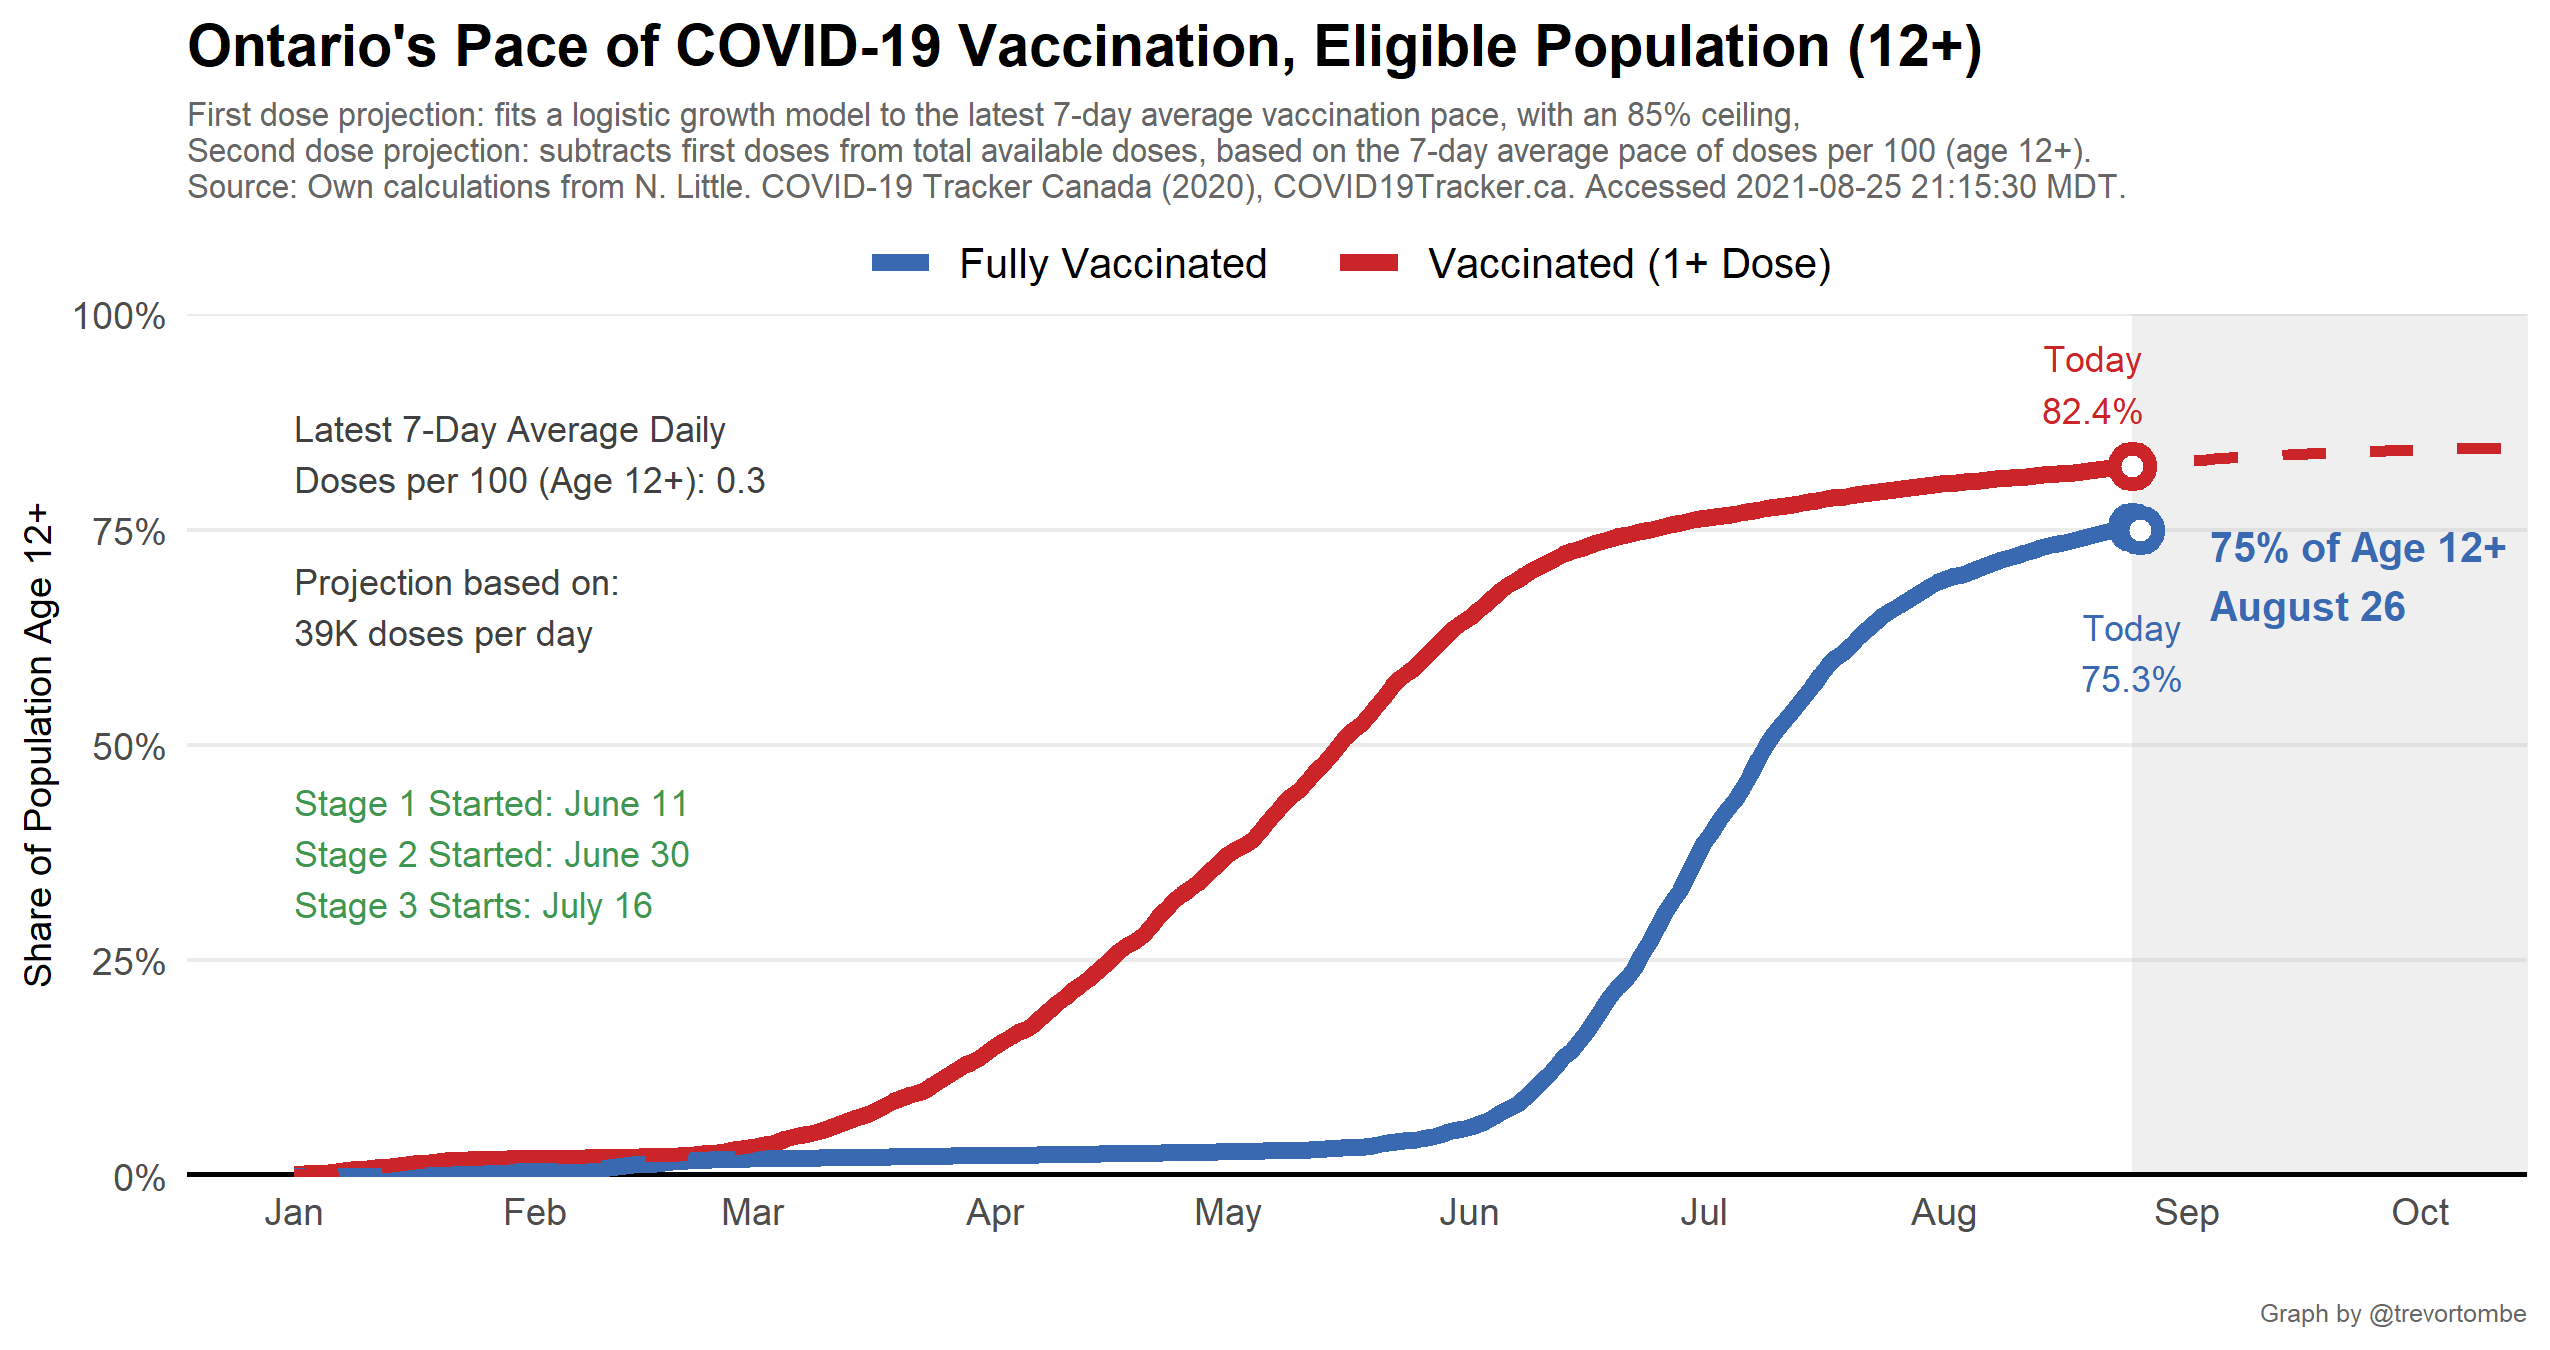 Ontario's Pace of COVID-19 Vaccination, Eligible Population (12+)
First dose projection: fits a logistic growth model to the latest 7-day average vaccination pace, with an 85% ceiling,
Second dose projection: subtracts first doses from total available doses, based on the 7-day average pace of doses per 100 (age 12+).
Source: Own calculations from N. Little. COVID-19 Tracker Canada (2020), COVID19Tracker.ca. Accessed 2021-08-25 21:15:30 MDT.
Fully Vaccinated
Vaccinated (1+ Dose)
Share of Population Age 12+
100%
75%
50%
25%
0%
Latest 7-Day Average Daily
Doses per 100 (Age 12+): 0.3
Projection based on:
39K doses per day
Stage 1 Started: June 11
Stage 2 Started: June 30
Stage 3 Starts: July 16
Today
82.4%
75% of Age 12+
August 26
Today
75.3%
Jan
Feb
Mar
Apr
May
Jun
Jul
Aug
Sep
Oct
Graph by @trevortombe